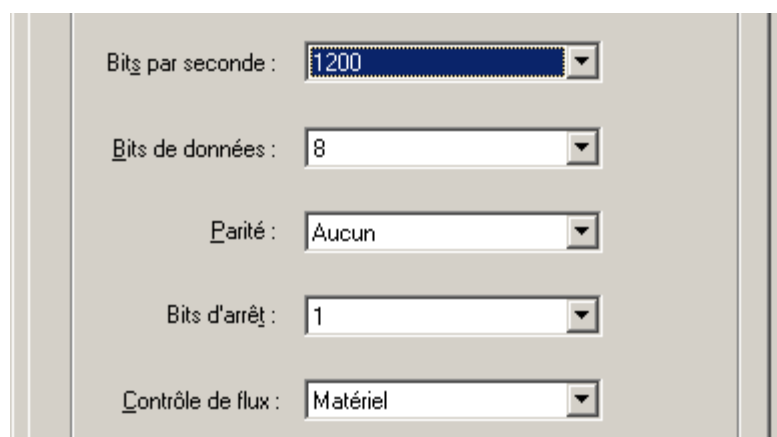 Bits par seconde : 1200
Bits de données : 8
Parité : Aucun
Bits d'arrêt : 1
Contrôle de flux : Matériel